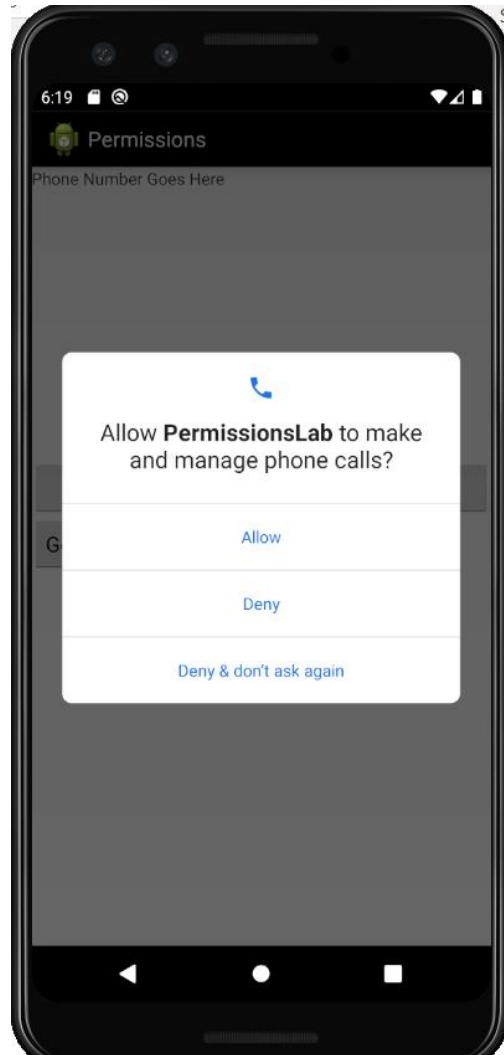 6:19
Permissions
Phone Number Goes Here
Allow PermissionsLab to make
and manage phone calls?
G
Allow
Deny
Deny & don't ask again